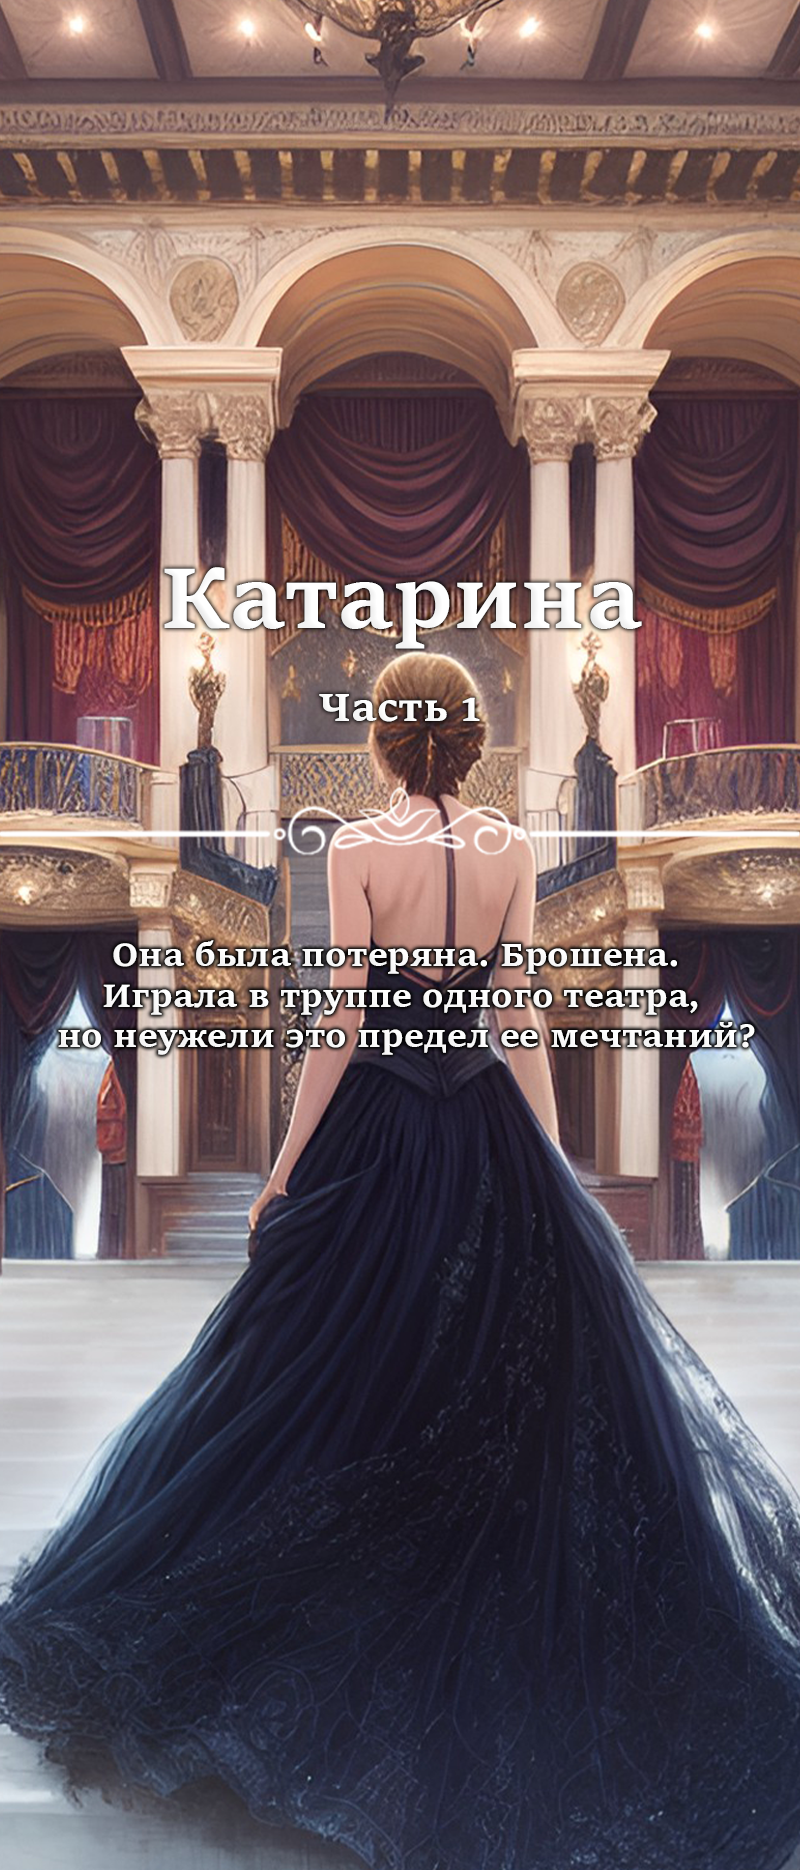 Катарина
Часть 1
Она была потеряна. Брошена.
Играла в труппе одного театра,
но неужели это предел ее мечтаний?